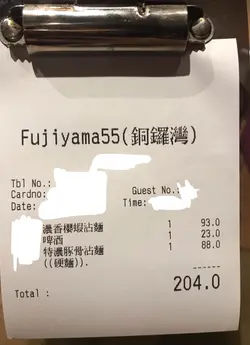 Fujiyama55(銅鑼灣)
Tbl No.:
Cardno: Guest No.:
Date: Time:
濃香櫻蝦沾麵 1 93.0
啤酒 1 23.0
特濃豚骨沾麵 1 88.0
((硬麵)).
204.0
Total :